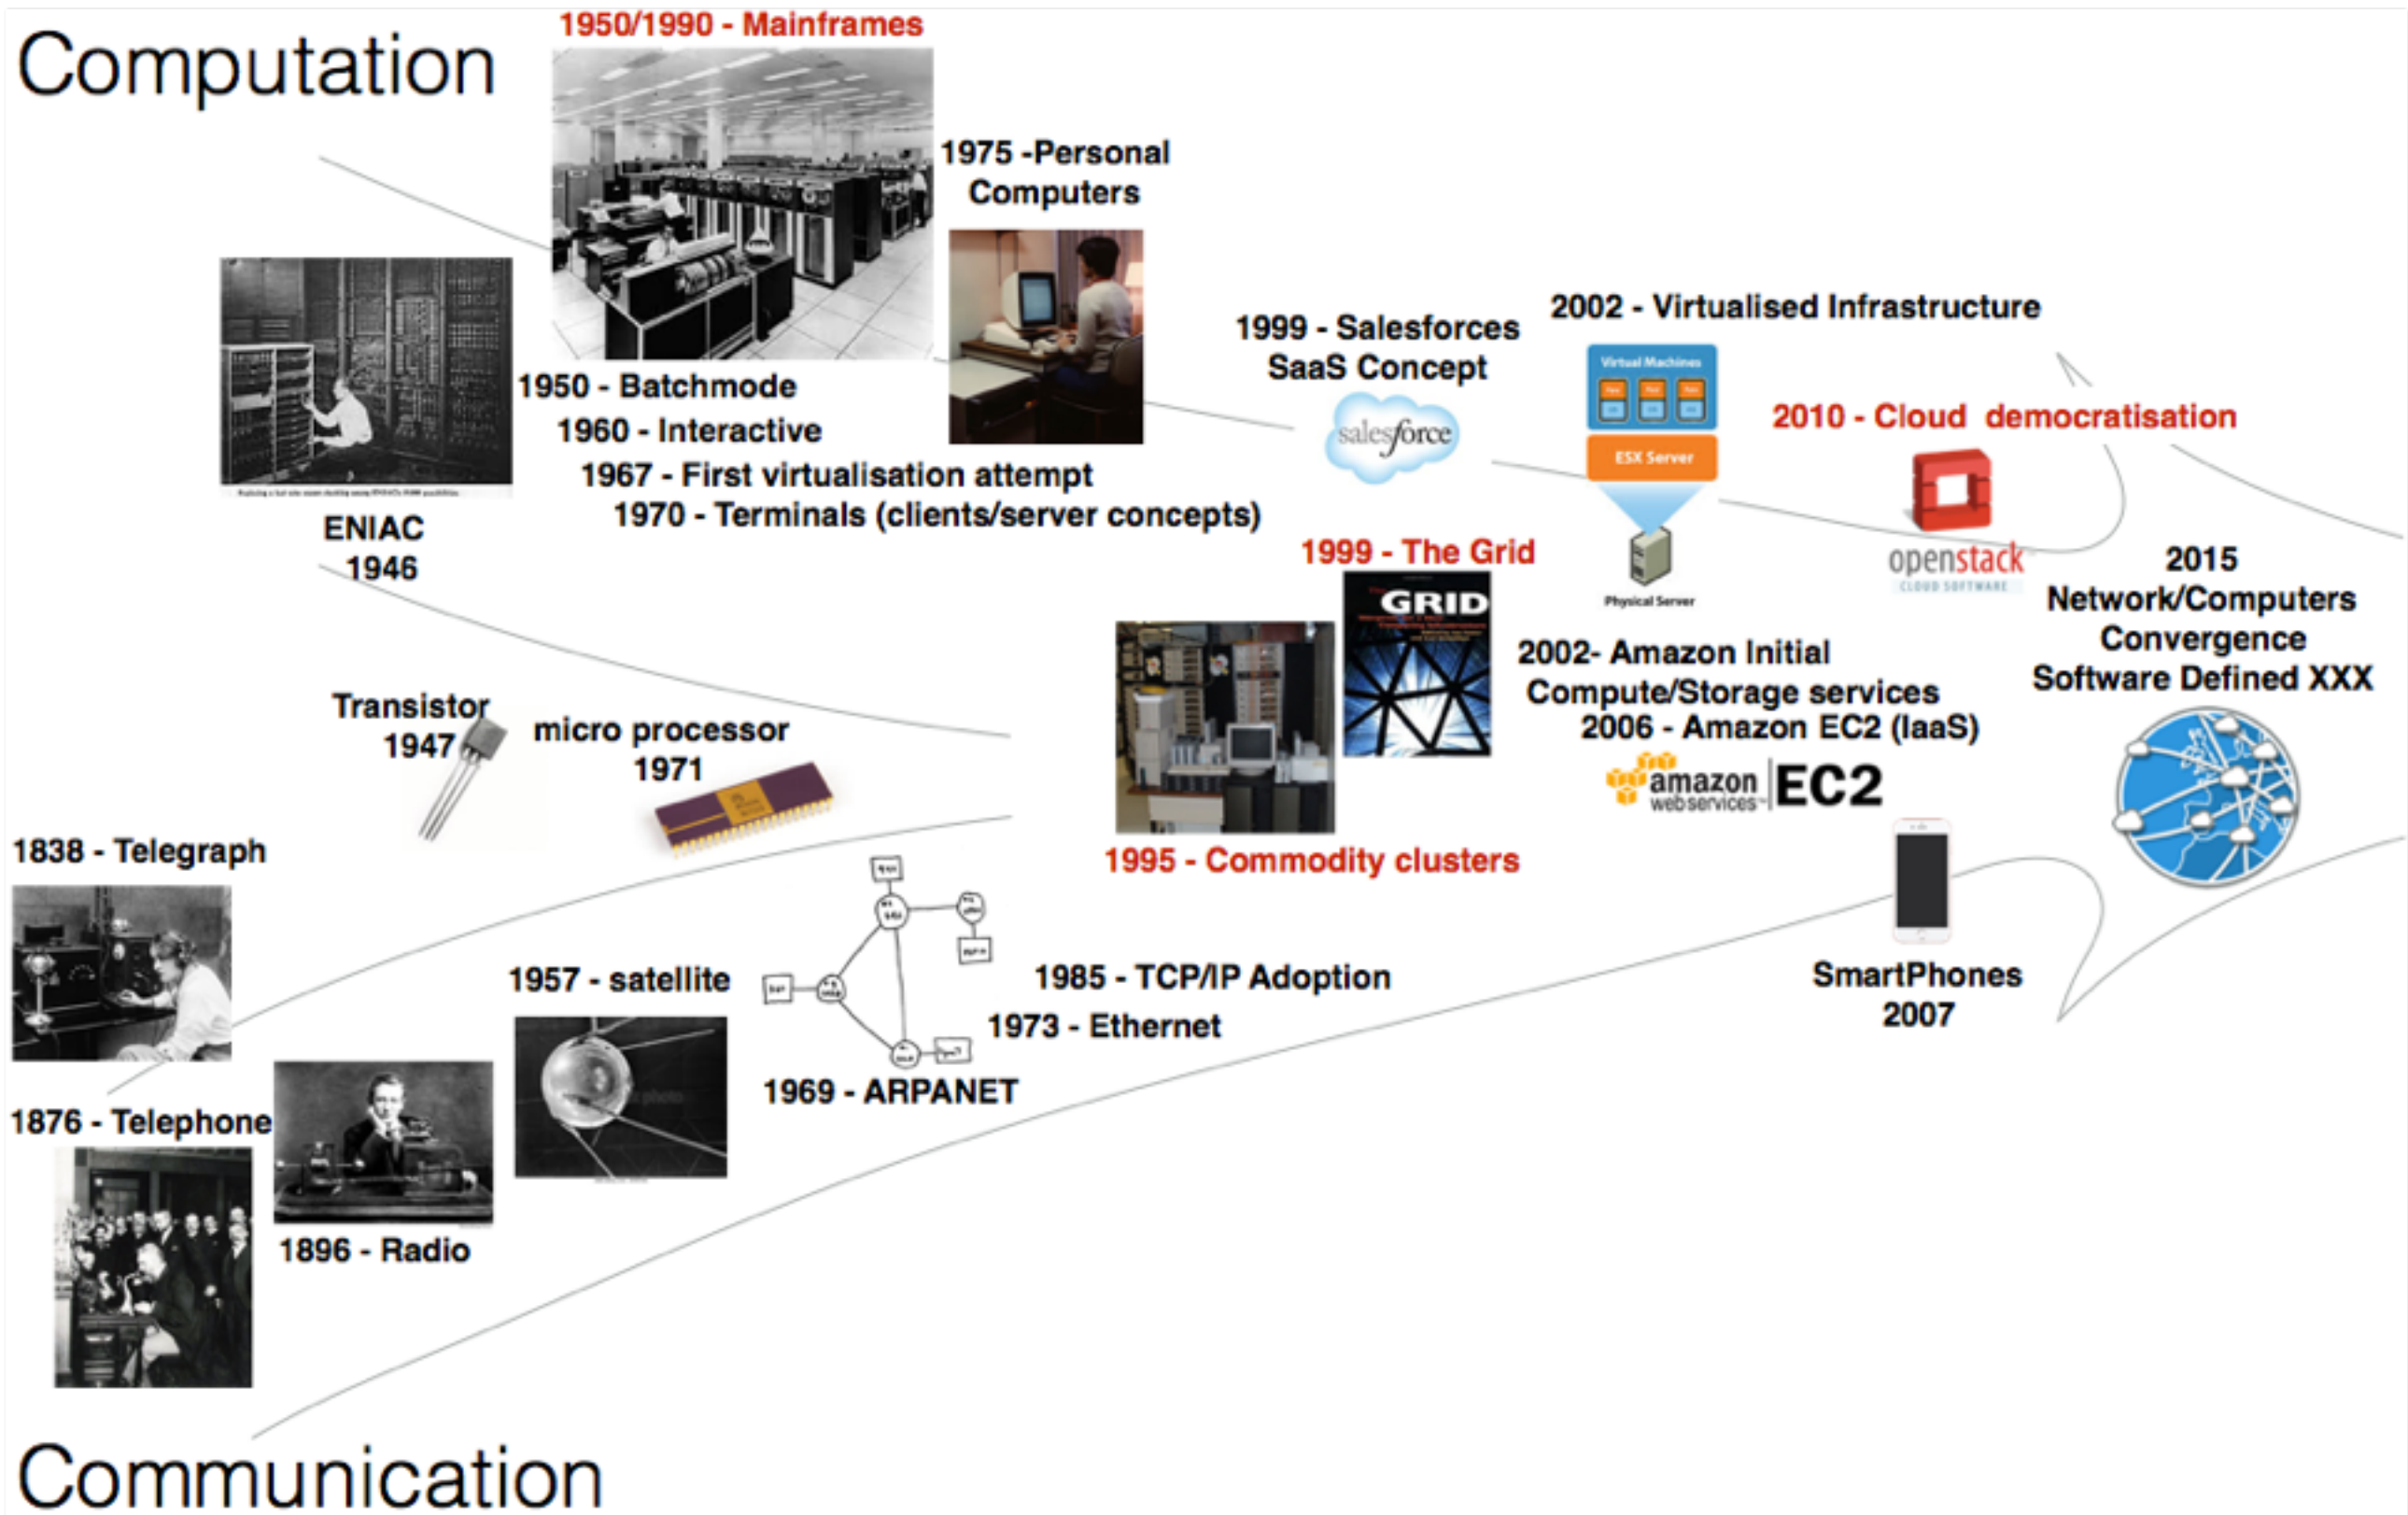 Computation
1950/1990 - Mainframes
1975 -Personal
Computers
1950 - Batchmode
1960 - Interactive
1967 - First virtualisation attempt
1970 - Terminals (clients/server concepts)
ENIAC
1946
1999 - Salesforces
SaaS Concept
salesforce
2002 - Virtualised Infrastructure
Virtual Machines
ESX Server
Physical Server
2010 - Cloud democratisation
openstack
CLOUD SOFTWARE
1999 - The Grid
GRID
2015
Network/Computers
Convergence
Software Defined XXX
2002- Amazon Initial
Compute/Storage services
2006 - Amazon EC2 (IaaS)
amazon
webservices™
EC2
Transistor
1947
micro processor
1971
1995 - Commodity clusters
1838 - Telegraph
1876 - Telephone
1896 - Radio
1957 - satellite
1969 - ARPANET
1985 - TCP/IP Adoption
1973 - Ethernet
SmartPhones
2007
Communication